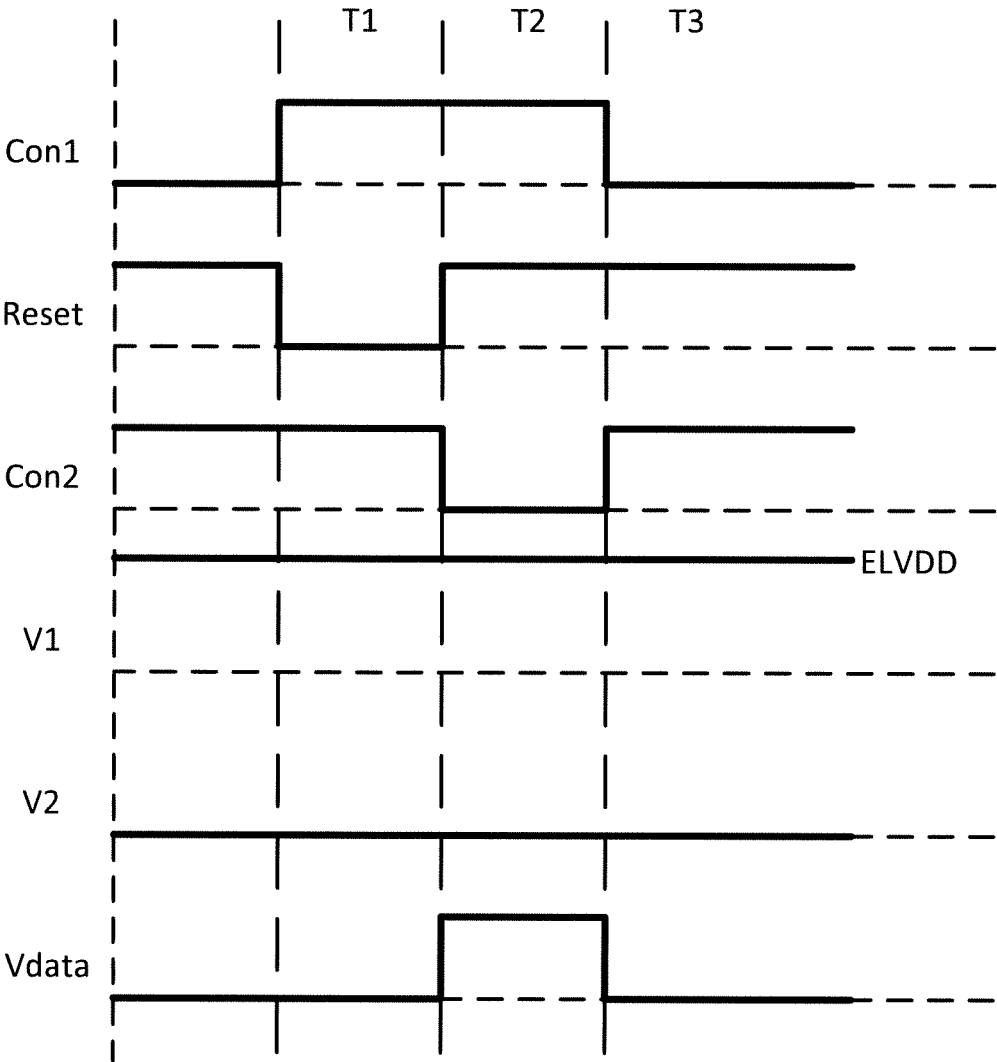 T1 T2 T3
Con1
Reset
Con2
ELVDD
V1
V2
Vdata